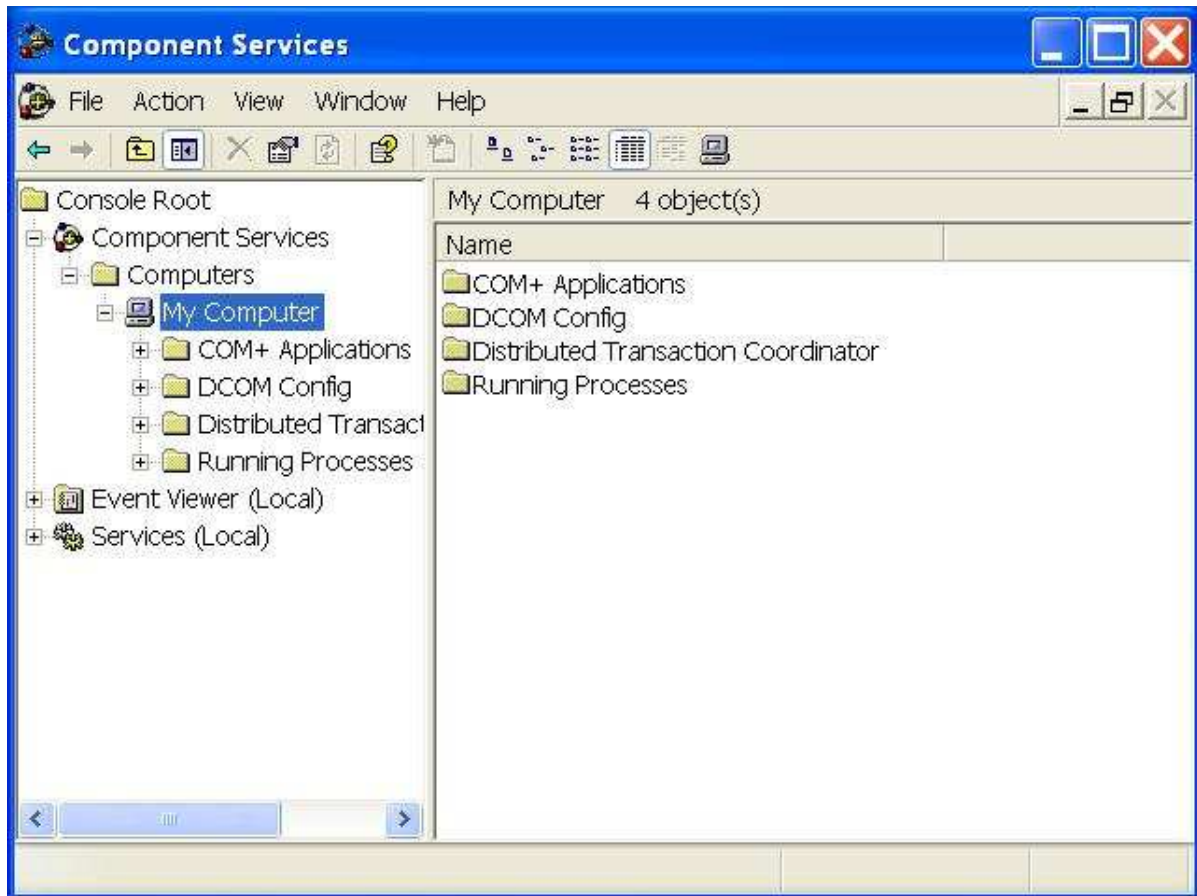 Component Services
File Action View Window Help
Console Root
Component Services
Computers
My Computer
COM+ Applications
DCOM Config
Distributed Transact
Running Processes
Event Viewer (Local)
Services (Local)
My Computer 4 object(s)
Name
COM+ Applications
DCOM Config
Distributed Transaction Coordinator
Running Processes